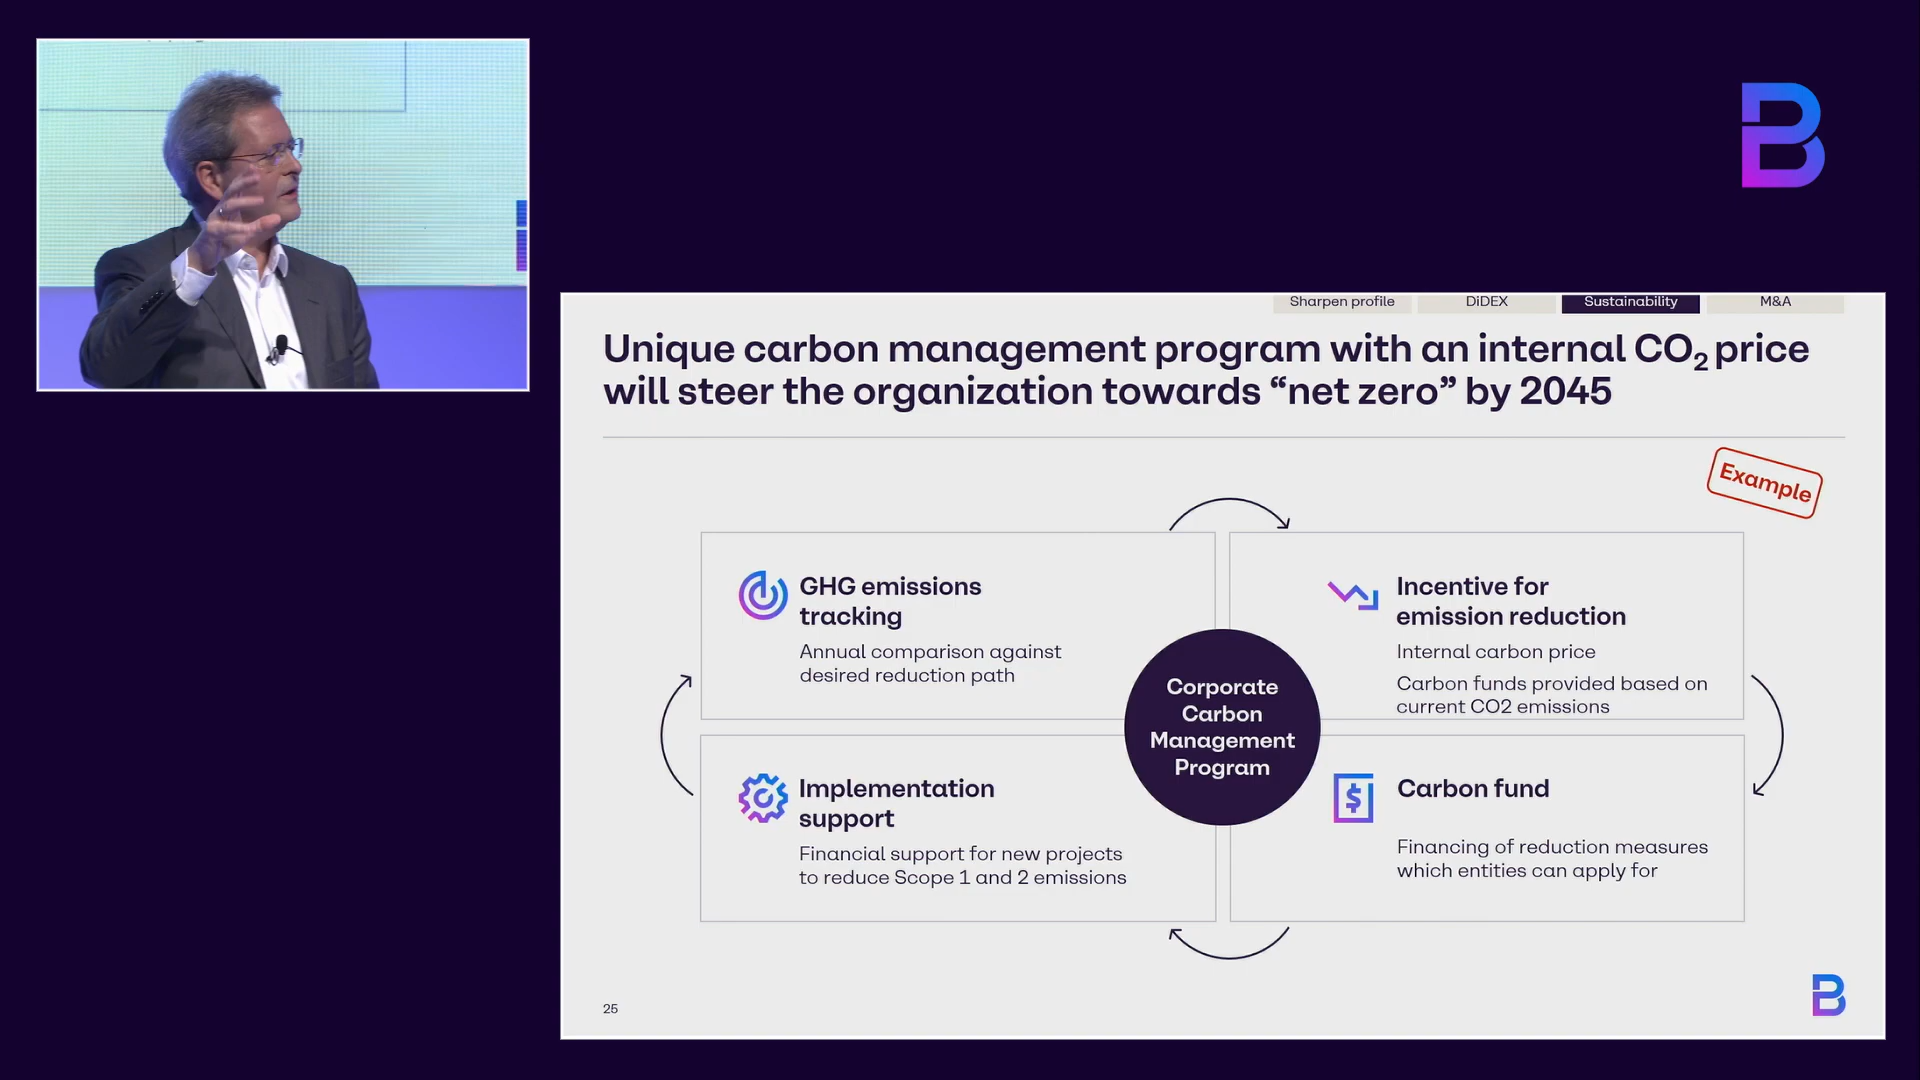 Sharpen profile
DiDEX
Sustainability
M&A
Unique carbon management program with an internal CO₂ price
will steer the organization towards “net zero” by 2045
Example
GHG emissions
tracking
Annual comparison against
desired reduction path
Incentive for
emission reduction
Internal carbon price
Carbon funds provided based on
current CO2 emissions
Corporate
Carbon
Management
Program
Implementation
support
Financial support for new projects
to reduce Scope 1 and 2 emissions
Carbon fund
Financing of reduction measures
which entities can apply for
25